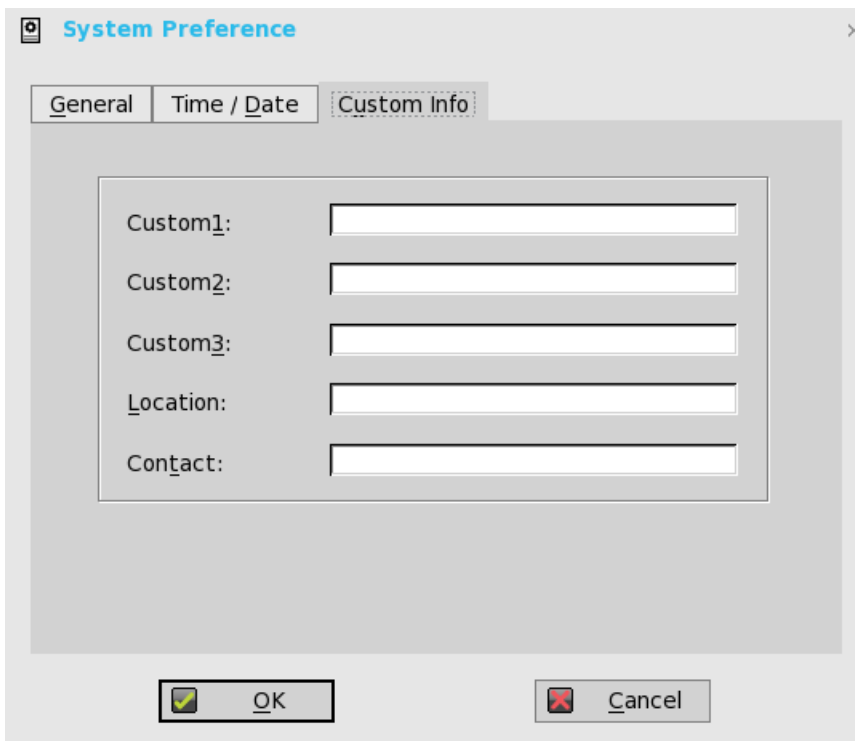 System Preference
General Time / Date Custom Info
Custom1:
Custom2:
Custom3:
Location:
Contact:
OK Cancel